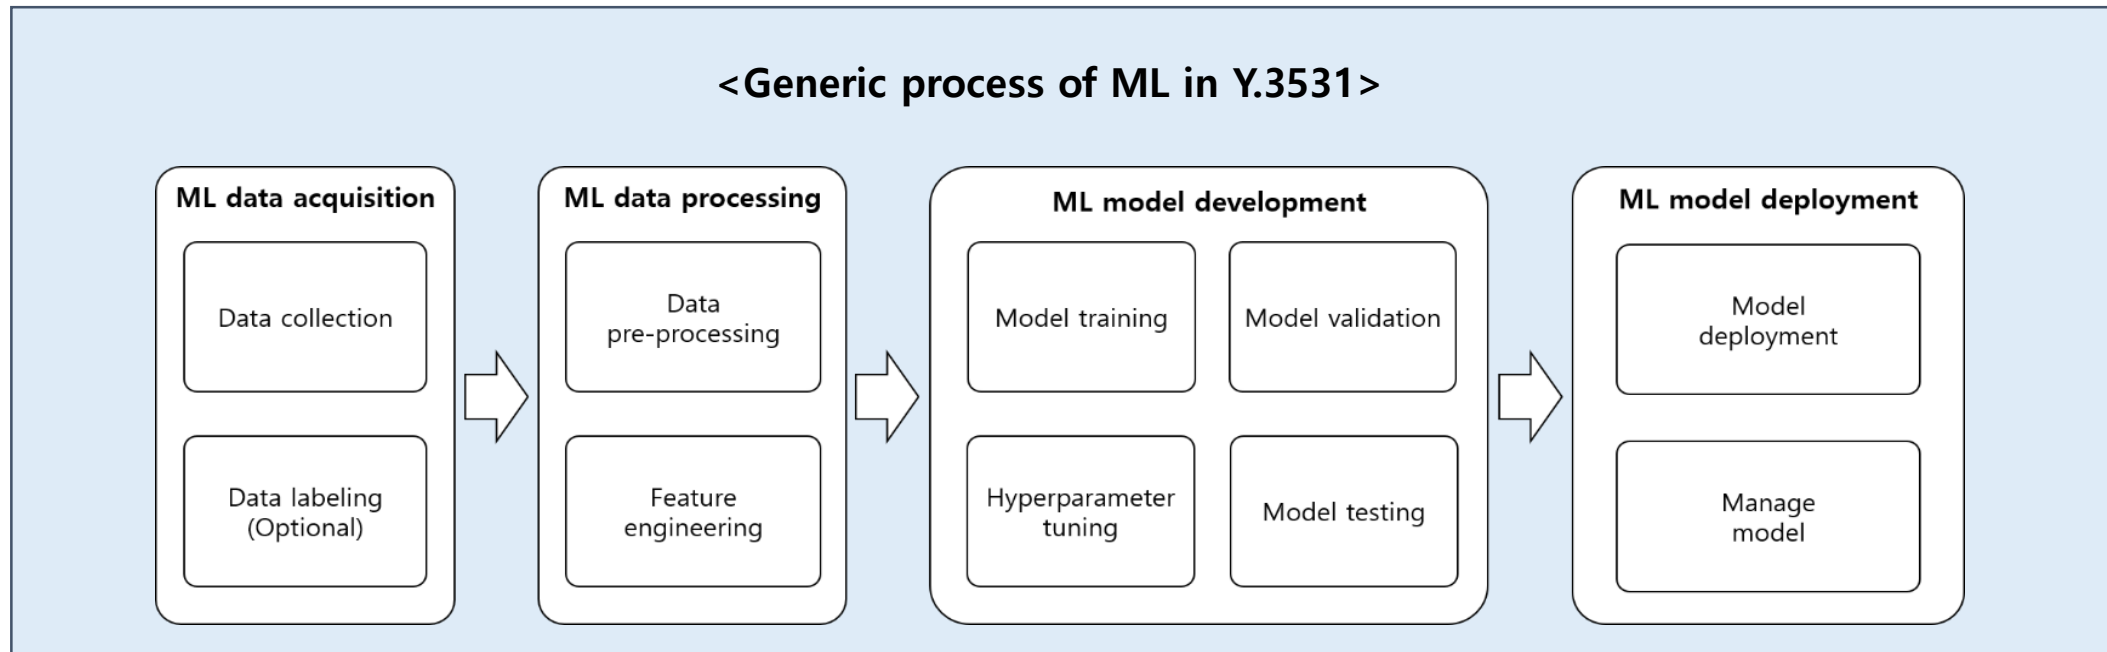 <Generic process of ML in Y.3531>
ML data acquisition
Data collection
Data labeling
(Optional)
ML data processing
Data
pre-processing
Feature
engineering
ML model development
Model training
Model validation
Hyperparameter
tuning
Model testing
ML model deployment
Model
deployment
Manage
model